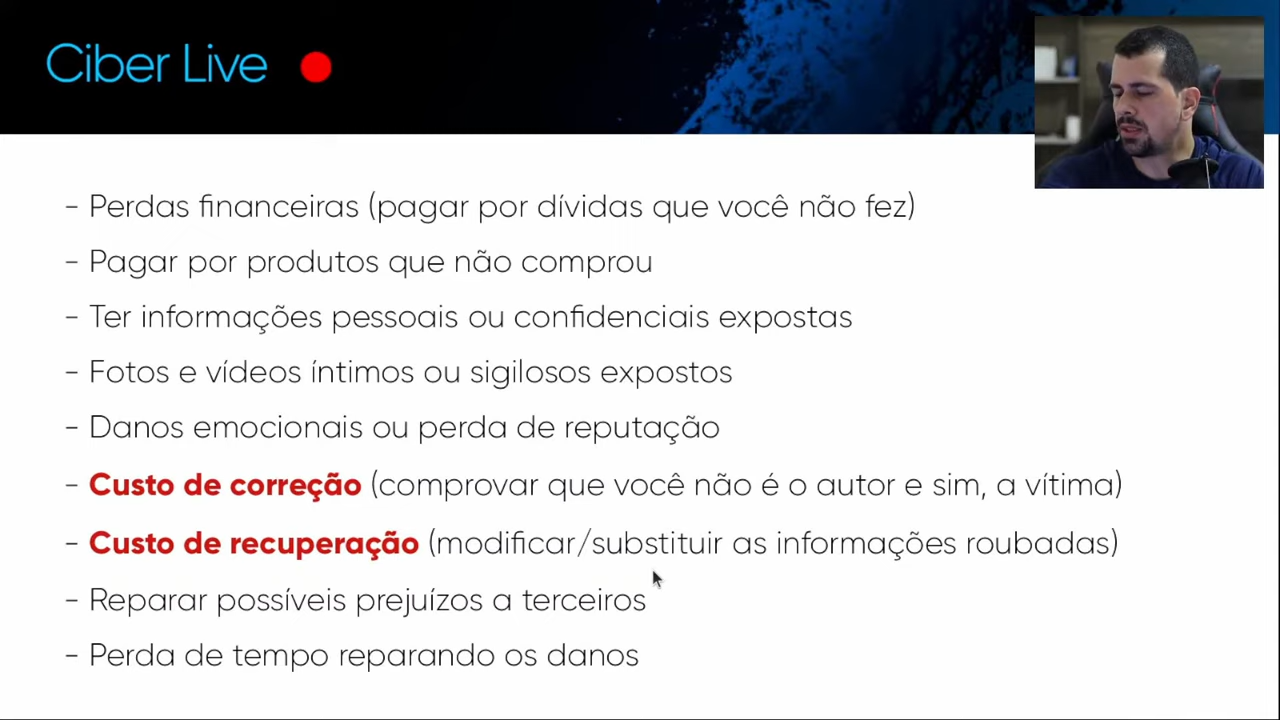 Ciber Live
- Perdas financeiras (pagar por dívidas que você não fez)
- Pagar por produtos que não comprou
- Ter informações pessoais ou confidenciais expostas
- Fotos e vídeos íntimos ou sigilosos expostos
- Danos emocionais ou perda de reputação
- Custo de correção (comprovar que você não é o autor e sim, a vítima)
- Custo de recuperação (modificar/substituir as informações roubadas)
- Reparar possíveis prejuízos a terceiros
- Perda de tempo reparando os danos